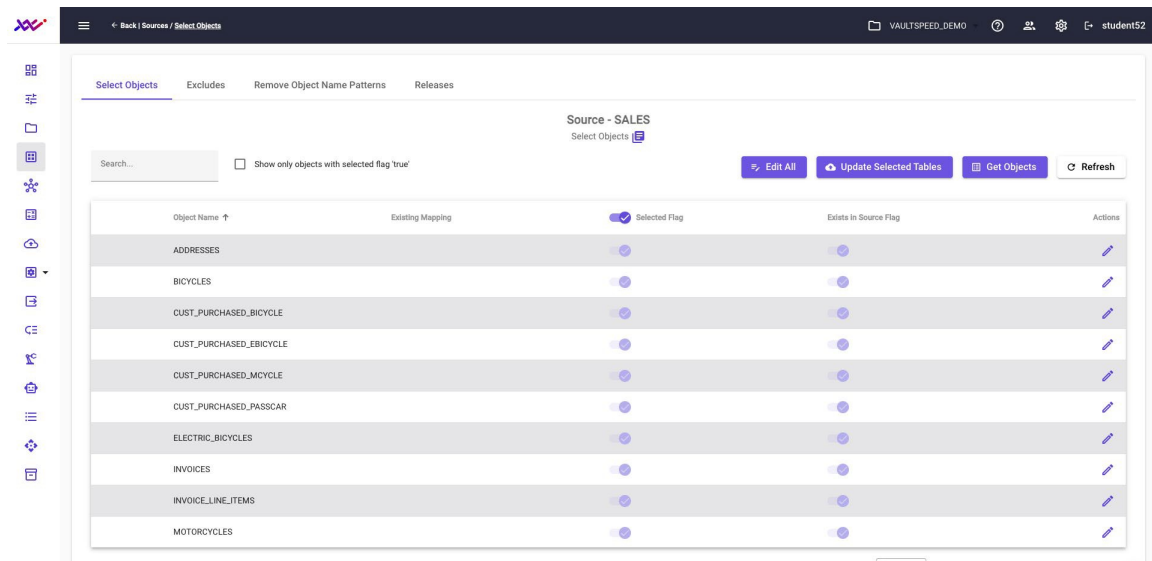 ← Back | Sources / Select Objects
VAULTSPEED_DEMO
student52
Select Objects Excludes Remove Object Name Patterns Releases
Source - SALES
Select Objects
Search...
Show only objects with selected flag 'true'
Edit All Update Selected Tables Get Objects Refresh
Object Name ↑ Existing Mapping Selected Flag Exists in Source Flag Actions
ADDRESSES
BICYCLES
CUST_PURCHASED_BICYCLE
CUST_PURCHASED_EBICYCLE
CUST_PURCHASED_MCYCLE
CUST_PURCHASED_PASSCAR
ELECTRIC_BICYCLES
INVOICES
INVOICE_LINE_ITEMS
MOTORCYCLES